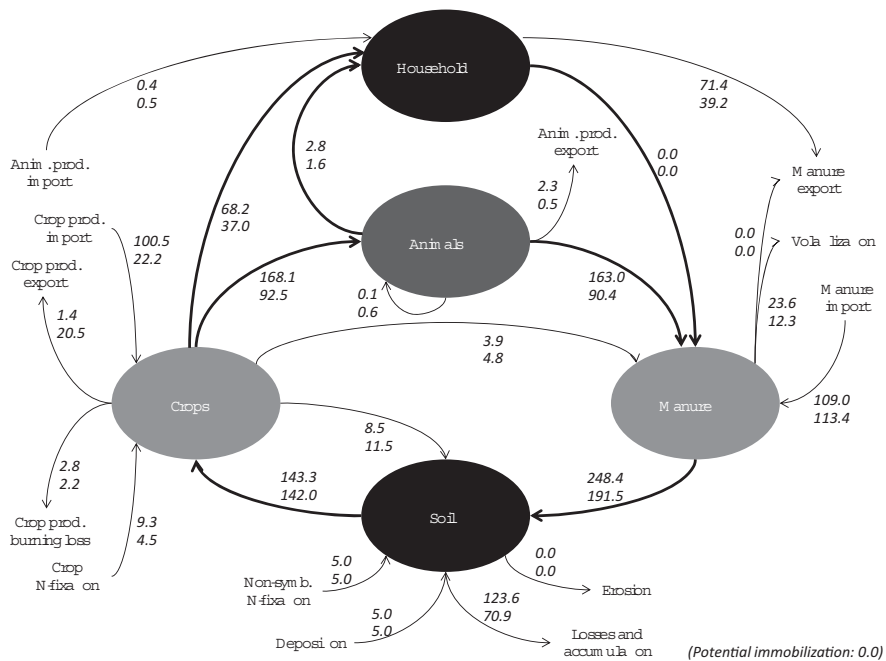 Household
0.4
0.5
71.4
39.2
Anim.prod.
import
2.8
1.6
Anim.prod.
export
0.0
0.0
Manure
export
Crop prod.
import
68.2
37.0
2.3
0.5
100.5
22.2
Animals
0.0
0.0
Vola liza on
Crop prod.
export
168.1
92.5
0.1
0.6
163.0
90.4
23.6
12.3
Manure
import
1.4
20.5
3.9
4.8
Crops
Manure
109.0
113.4
8.5
11.5
2.8
2.2
143.3
142.0
248.4
191.5
Soil
Crop prod.
burning loss
9.3
4.5
Crop
N-fixa on
Non-symb.
N-fixa on
5.0
5.0
0.0
0.0
Erosion
Deposi on
5.0
5.0
123.6
70.9
Losses and
accumula on
(Potential immobilization: 0.0)